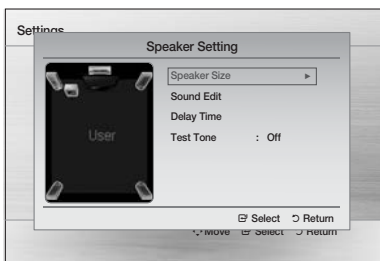 Settings
Speaker Setting
Speaker Size ►
Sound Edit
Delay Time
Test Tone : Off
User
Select Return
Move Select Return